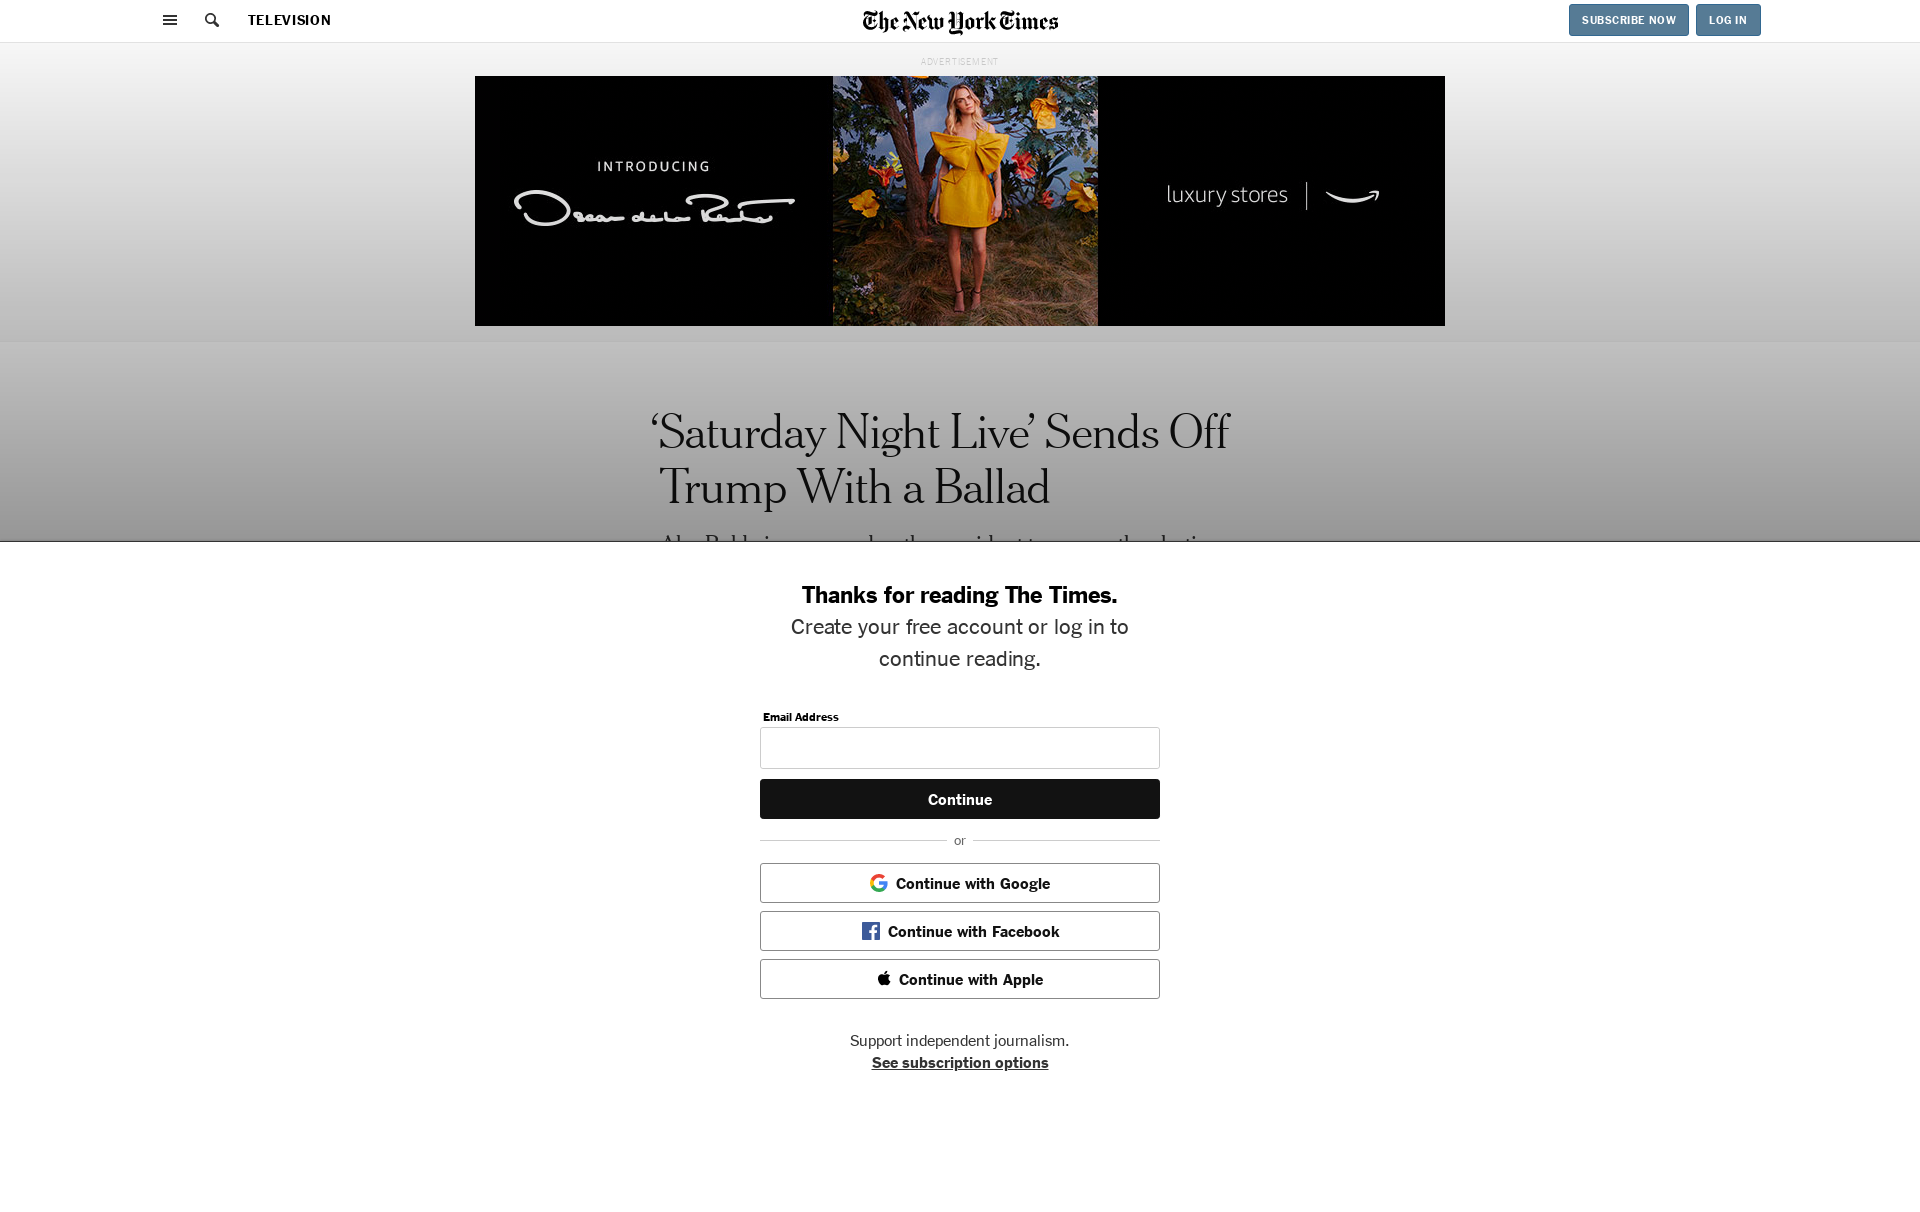 TELEVISION
The New York Times
SUBSCRIBE NOW
LOG IN
ADVERTISEMENT
INTRODUCING
Oscar de la Renta
luxury stores
‘Saturday Night Live’ Sends Off
Trump With a Ballad
Thanks for reading The Times.
Create your free account or log in to
continue reading.
Email Address
Continue
or
Continue with Google
Continue with Facebook
Continue with Apple
Support independent journalism.
See subscription options